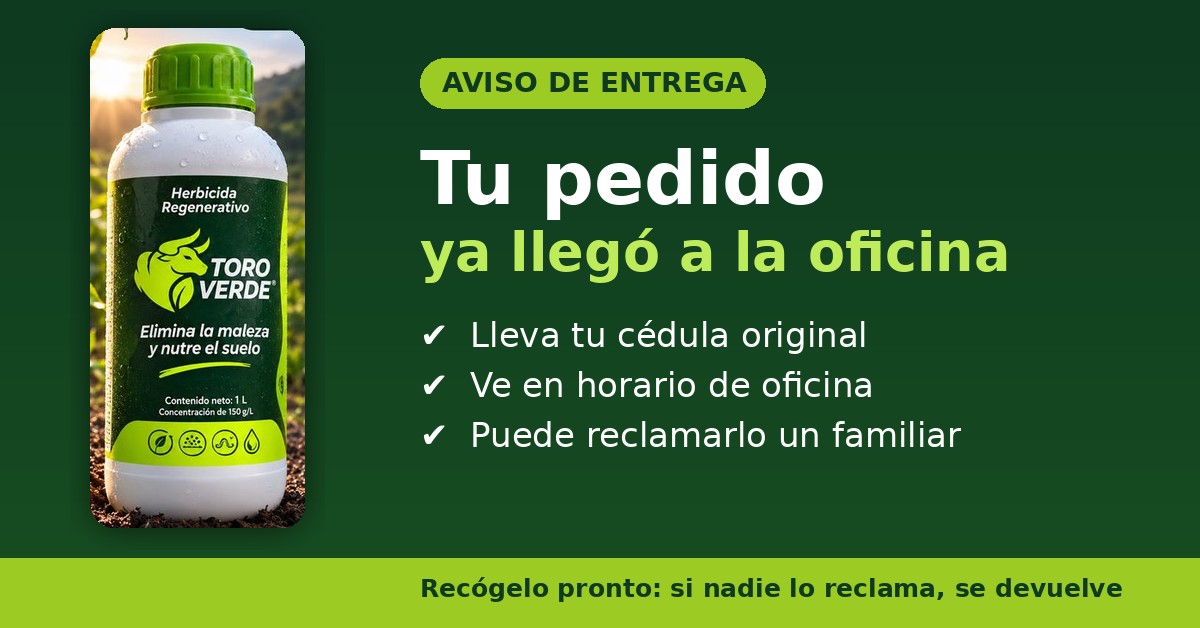 Herbicida
Regenerativo
TORO
VERDE®
Elimina la maleza
y nutre el suelo
Contenido neto: 1 L
Concentración de 150 g/L
AVISO DE ENTREGA
Tu pedido
ya llegó a la oficina
✔ Lleva tu cédula original
✔ Ve en horario de oficina
✔ Puede reclamarlo un familiar
Recógelo pronto: si nadie lo reclama, se devuelve